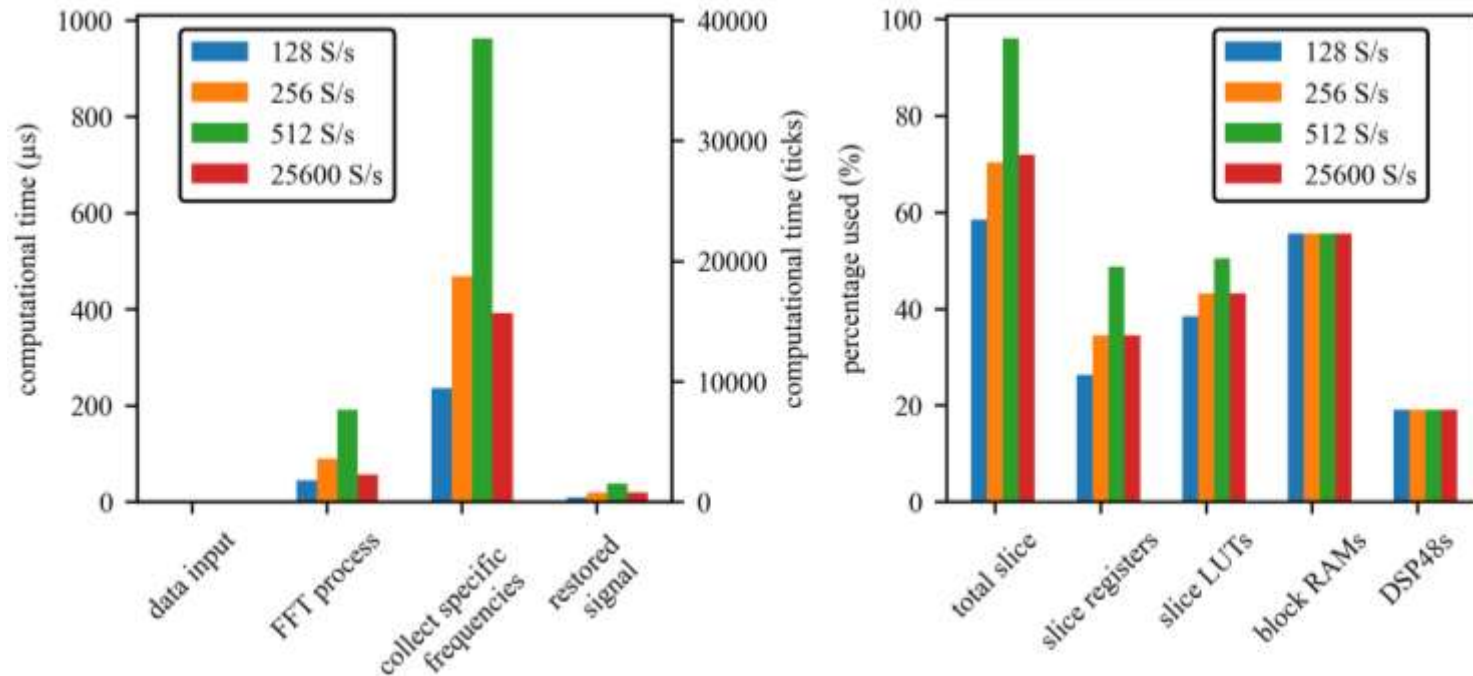 1000
800
600
400
200
0
computational time (µs)
128 S/s
256 S/s
512 S/s
25600 S/s
40000
30000
20000
10000
0
computational time (ticks)
data input
FFT process
collect specific
frequencies
restored
signal
100
80
60
40
20
0
percentage used (%)
128 S/s
256 S/s
512 S/s
25600 S/s
total slice
slice registers
slice LUTs
block RAMs
DSP48s